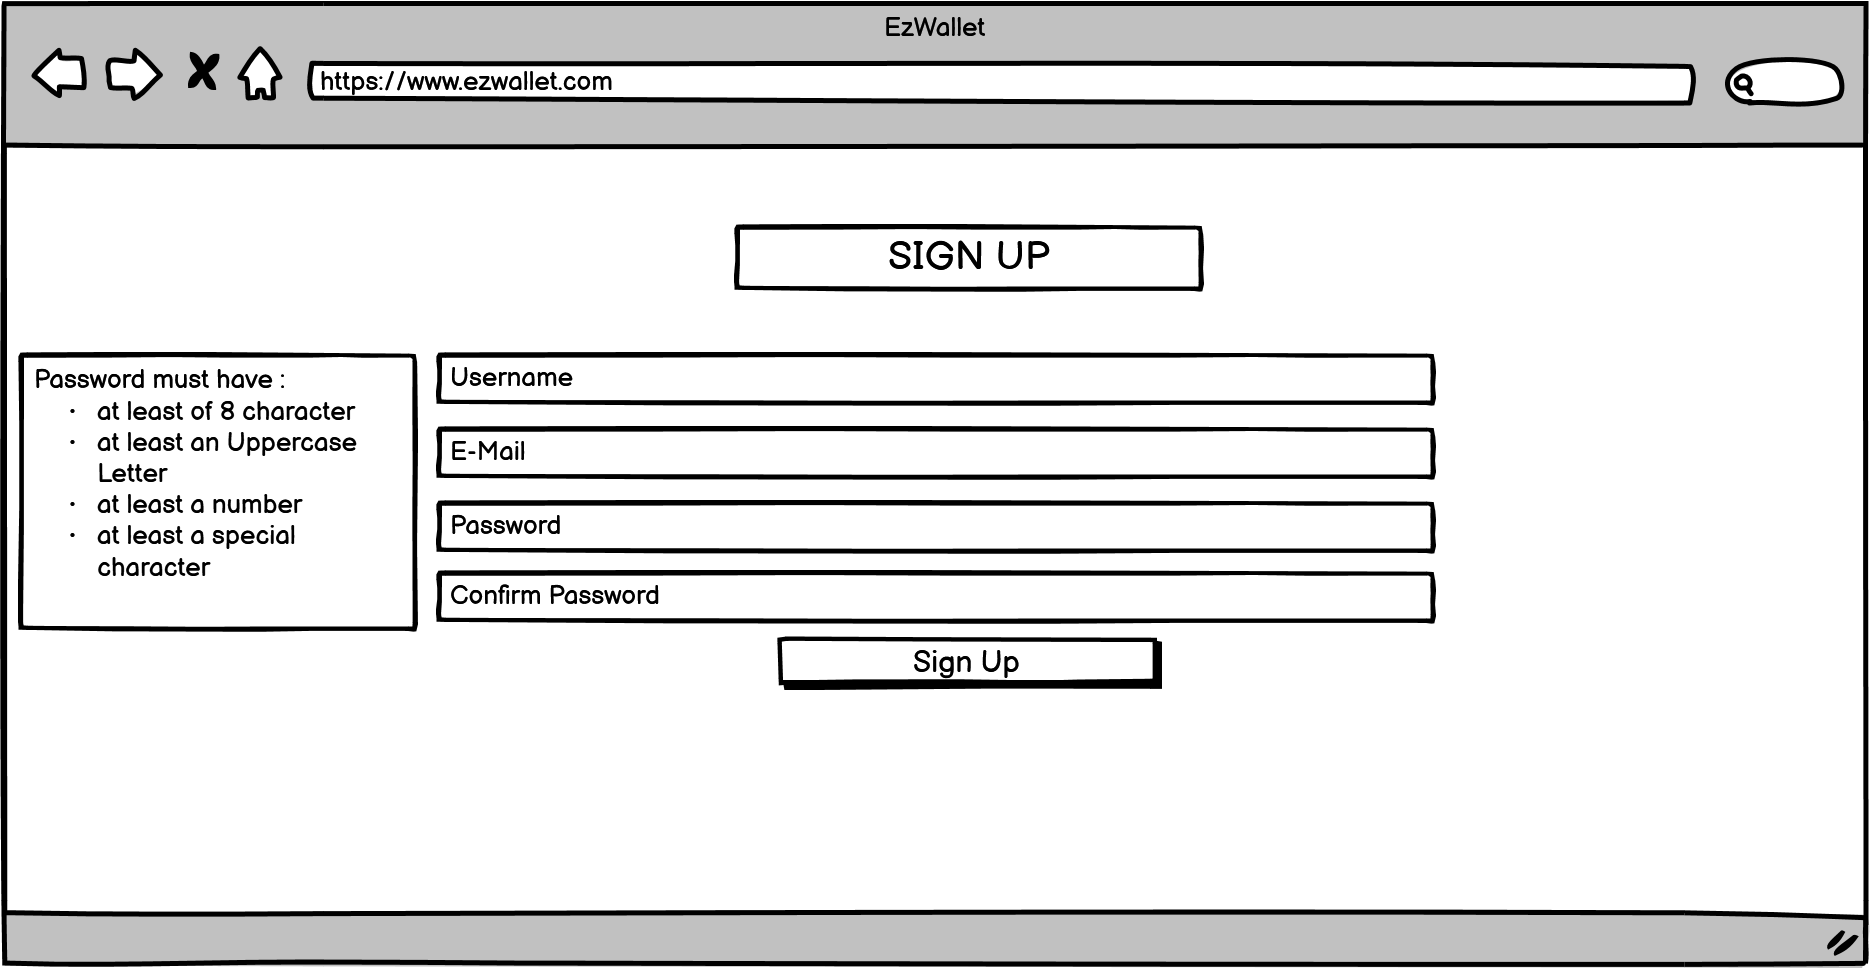 EzWallet
https://www.ezwallet.com
SIGN UP
Password must have :
· at least of 8 character
· at least an Uppercase
Letter
· at least a number
· at least a special
character
Username
E-Mail
Password
Confirm Password
Sign Up